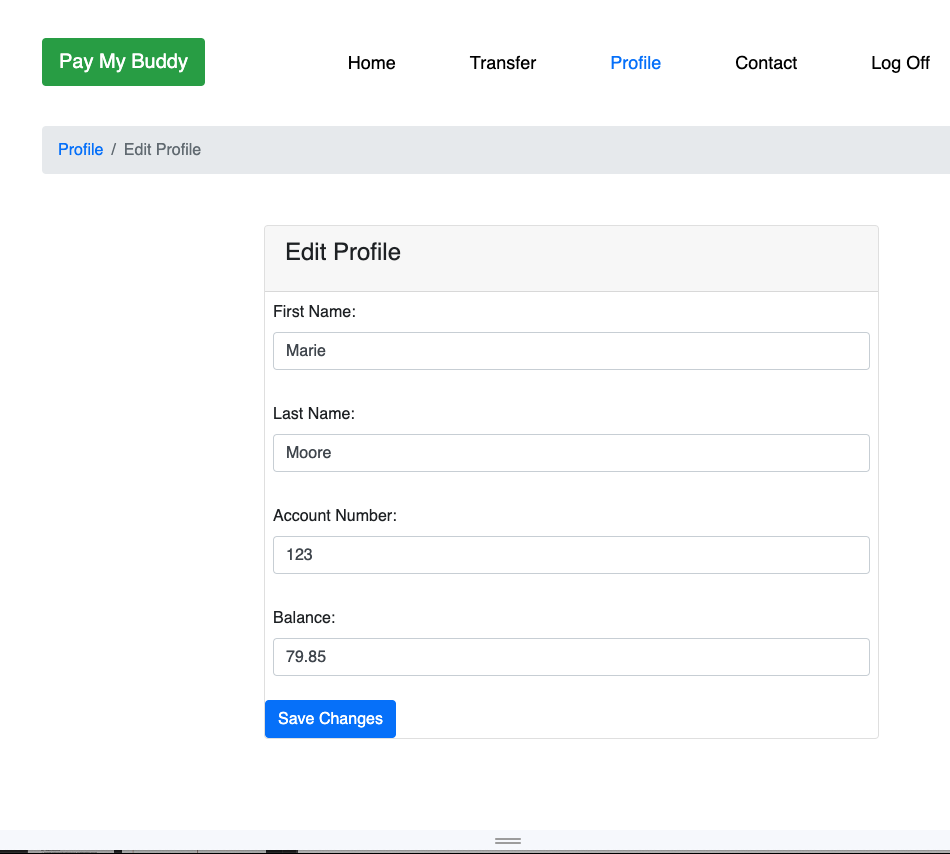 Pay My Buddy Home Transfer Profile Contact Log Off
Profile / Edit Profile
Edit Profile
First Name:
Marie
Last Name:
Moore
Account Number:
123
Balance:
79.85
Save Changes